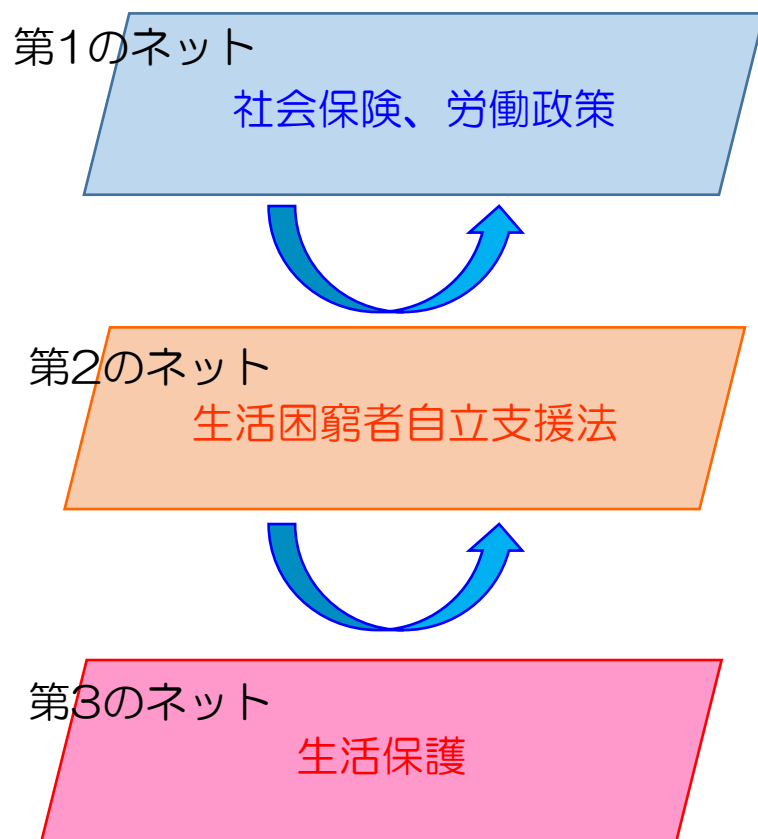 第1のネット
社会保険、労働政策
第2のネット
生活困窮者自立支援法
第3のネット
生活保護